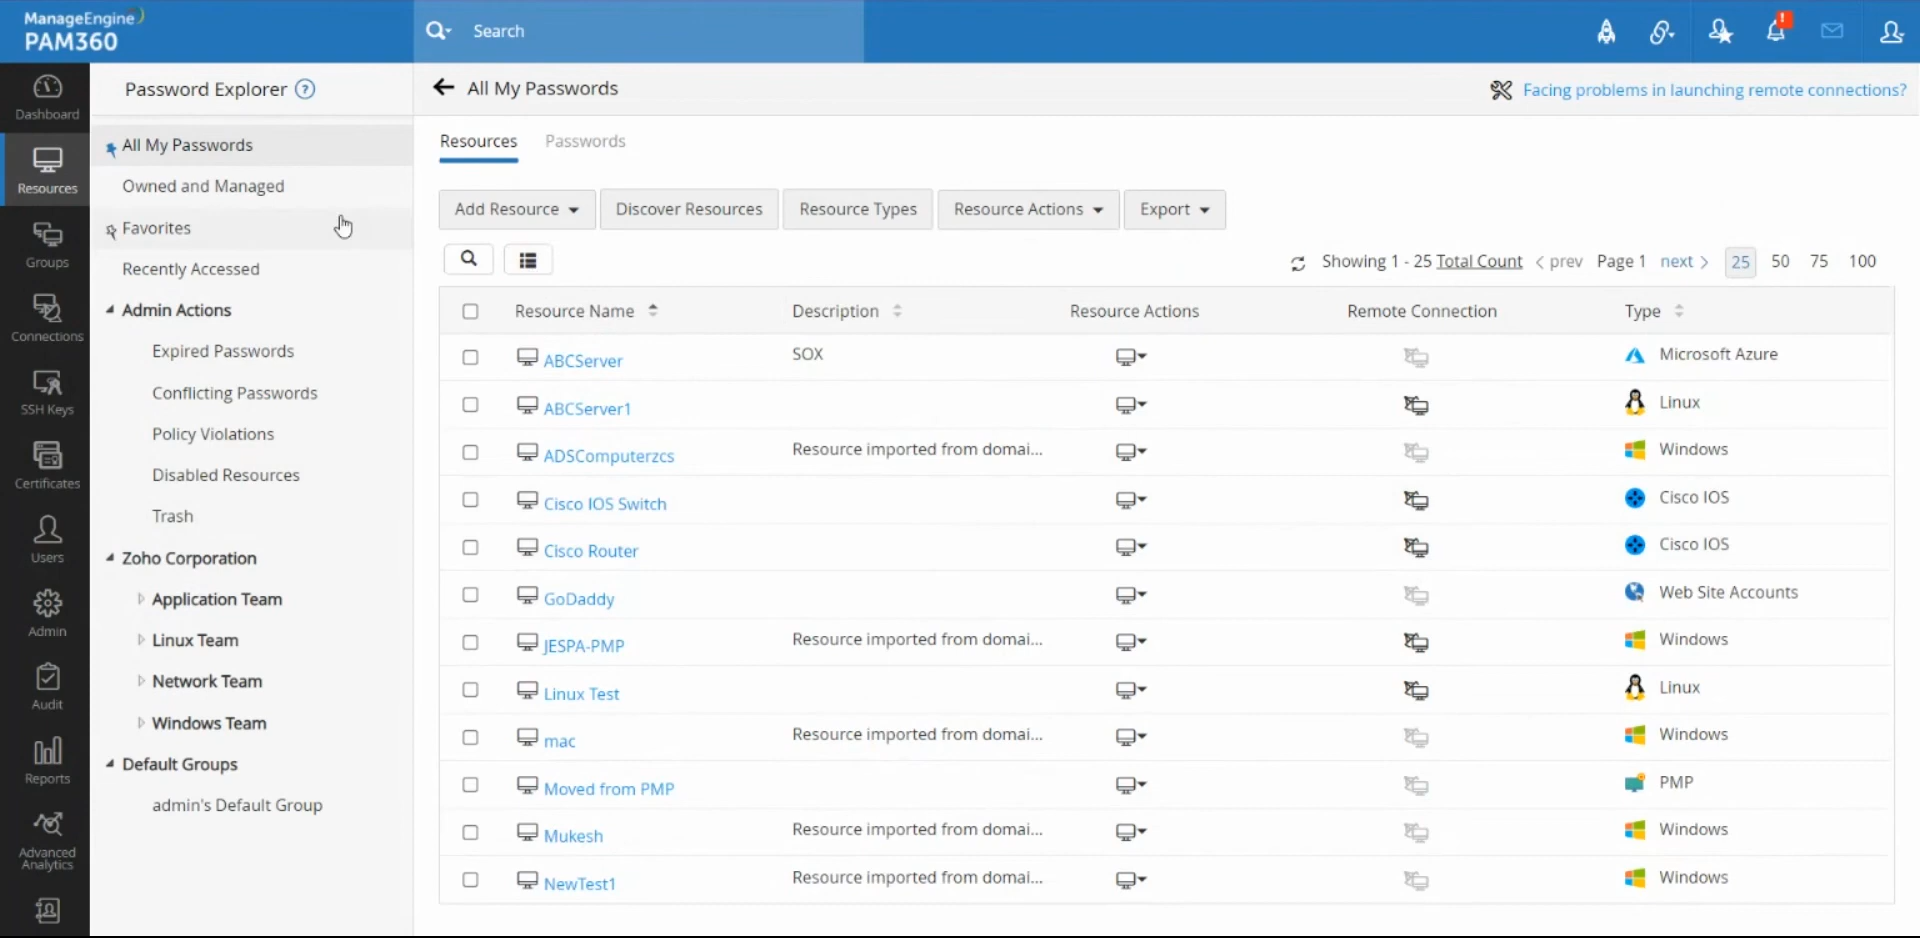 ManageEngine
PAM360
Search
!
Dashboard
Resources
Groups
Connections
SSH Keys
Certificates
Users
Admin
Audit
Reports
Advanced
Analytics
Password Explorer ?
All My Passwords
Owned and Managed
Favorites
Recently Accessed
Admin Actions
Expired Passwords
Conflicting Passwords
Policy Violations
Disabled Resources
Trash
Zoho Corporation
Application Team
Linux Team
Network Team
Windows Team
Default Groups
admin's Default Group
All My Passwords
Facing problems in launching remote connections?
Resources Passwords
Add Resource Discover Resources Resource Types Resource Actions Export
Showing 1 - 25 Total Count prev Page 1 next 25 50 75 100
Resource Name Description Resource Actions Remote Connection Type
ABCServer SOX Microsoft Azure
ABCServer1 Linux
ADSComputerzcs Resource imported from domai... Windows
Cisco IOS Switch Cisco IOS
Cisco Router Cisco IOS
GoDaddy Web Site Accounts
JESPA-PMP Resource imported from domai... Windows
Linux Test Linux
mac Resource imported from domai... Windows
Moved from PMP PMP
Mukesh Resource imported from domai... Windows
NewTest1 Resource imported from domai... Windows